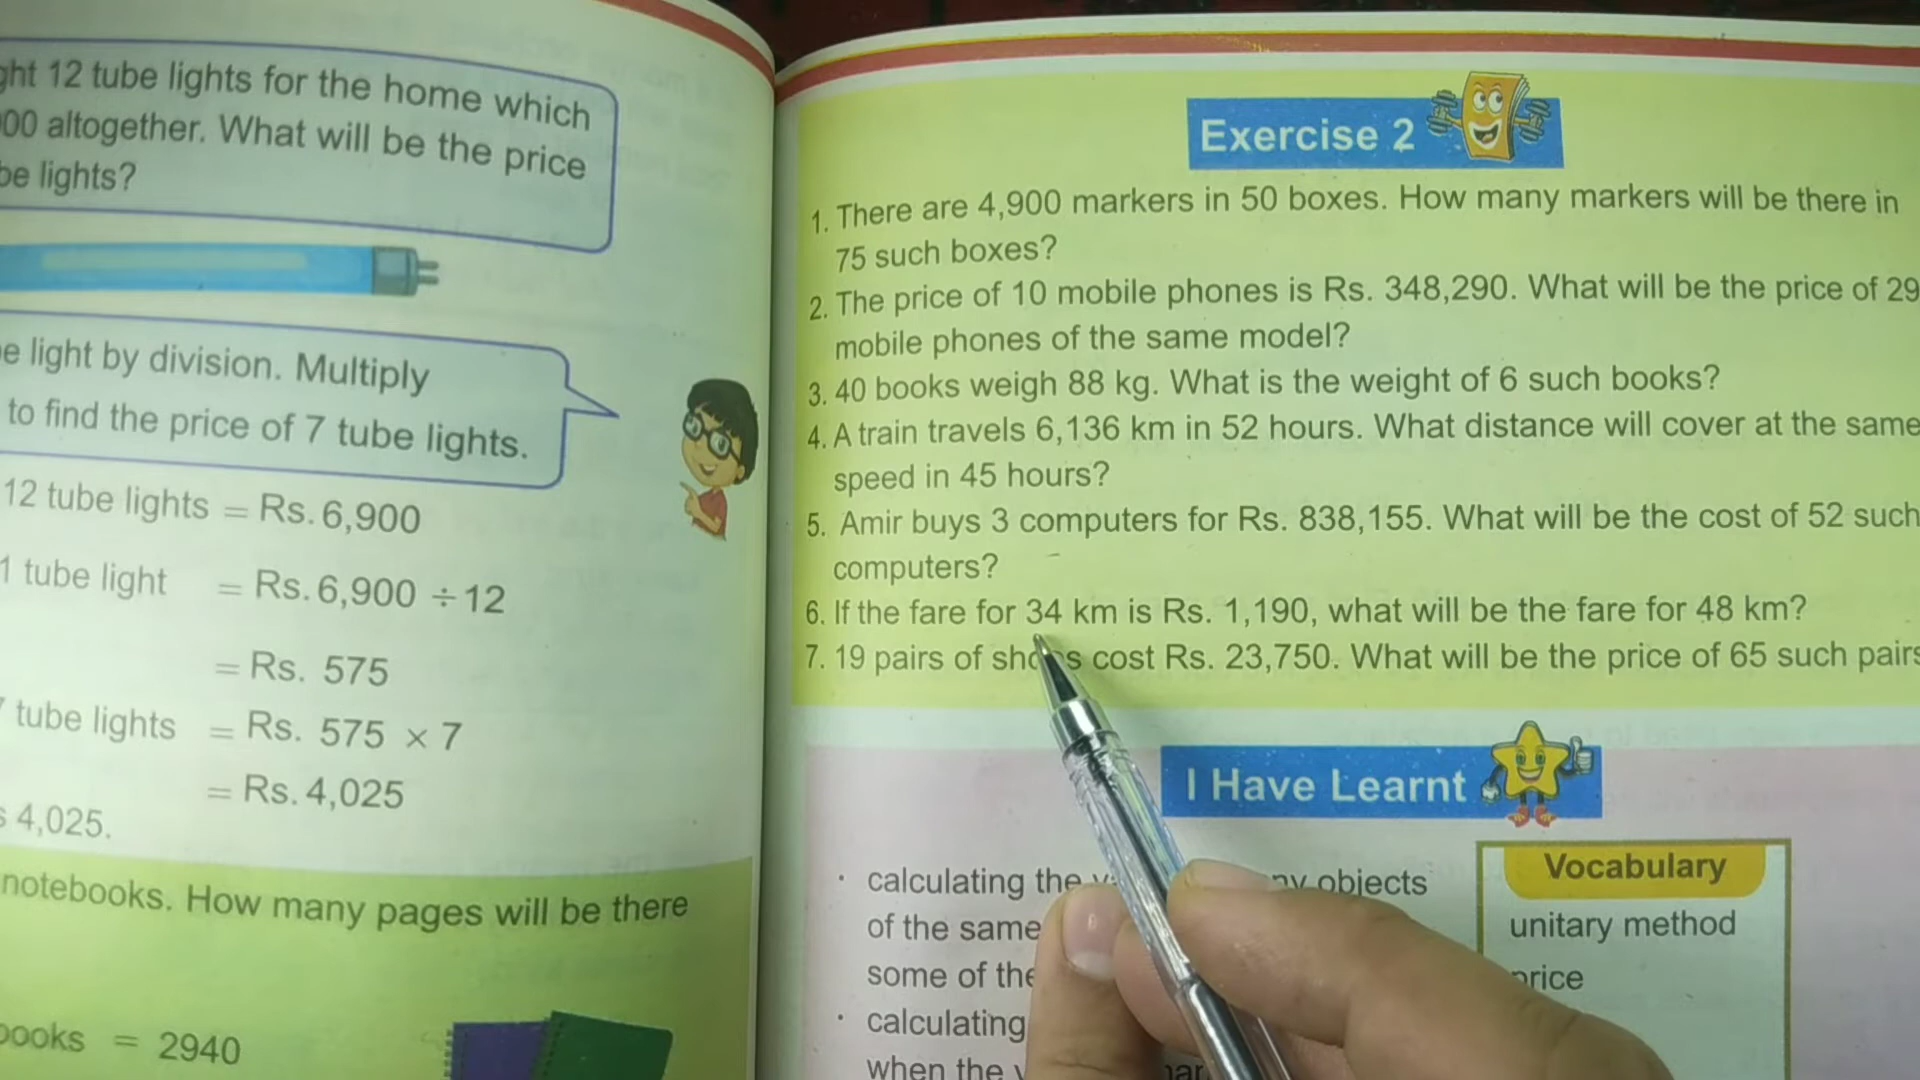 12 tube lights for the home which
00 altogether. What will be the price
lights?
light by division. Multiply
to find the price of 7 tube lights.
12 tube lights = Rs. 6,900
1 tube light = Rs. 6,900 ÷ 12
= Rs. 575
tube lights = Rs. 575 × 7
= Rs. 4,025
4,025.
notebooks. How many pages will be there
= 2940
Exercise 2
1. There are 4,900 markers in 50 boxes. How many markers will be there in
75 such boxes?
2. The price of 10 mobile phones is Rs. 348,290. What will be the price of 29
mobile phones of the same model?
3. 40 books weigh 88 kg. What is the weight of 6 such books?
4. A train travels 6,136 km in 52 hours. What distance will cover at the same
speed in 45 hours?
5. Amir buys 3 computers for Rs. 838,155. What will be the cost of 52 such
computers?
6. If the fare for 34 km is Rs. 1,190, what will be the fare for 48 km?
7. 19 pairs of shoes cost Rs. 23,750. What will be the price of 65 such pairs
I Have Learnt
· calculating the objects
of the same
some of the
· calculating
when the
Vocabulary
unitary method
price